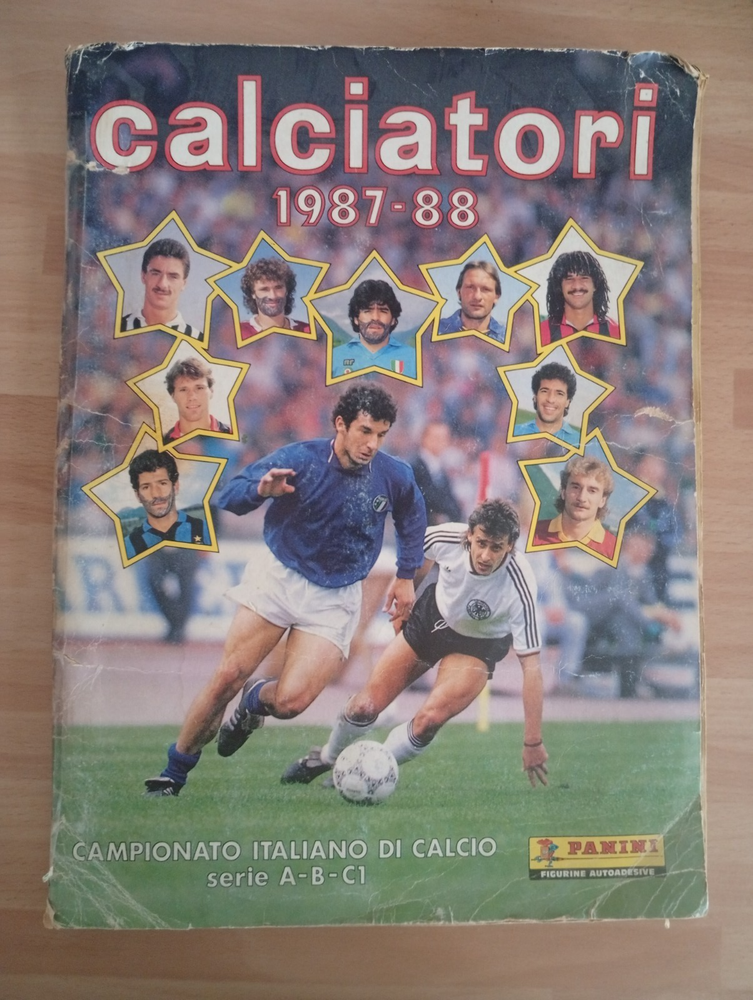 calciatori
1987-88
CAMPIONATO ITALIANO DI CALCIO
serie A-B-C1
PANINI
FIGURINE AUTOADESIVE